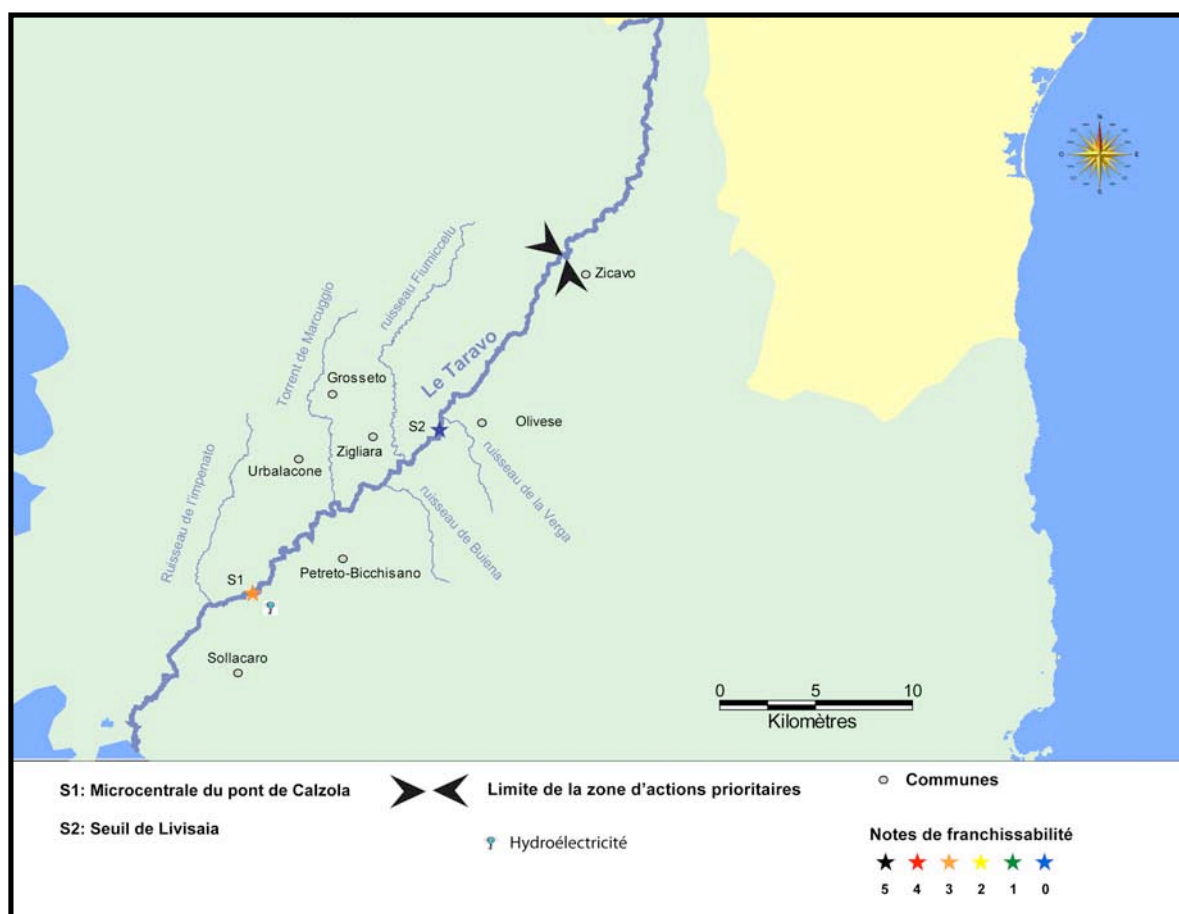 N
O
E
S
ruisseau Fiumiccelu
Zicavo
Torrent de Marcuggio
Le Taravo
Grosseto
S2
Olivese
Zigliara
Urbalacone
Ruisseau de l'impenato
ruisseau de la Verga
ruisseau de Buiena
Petreto-Bicchisano
S1
Sollacaro
0 5 10
Kilomètres
S1: Microcentrale du pont de Calzola
Limite de la zone d'actions prioritaires
Communes
S2: Seuil de Livisaia
Hydroélectricité
Notes de franchissabilité
5 4 3 2 1 0